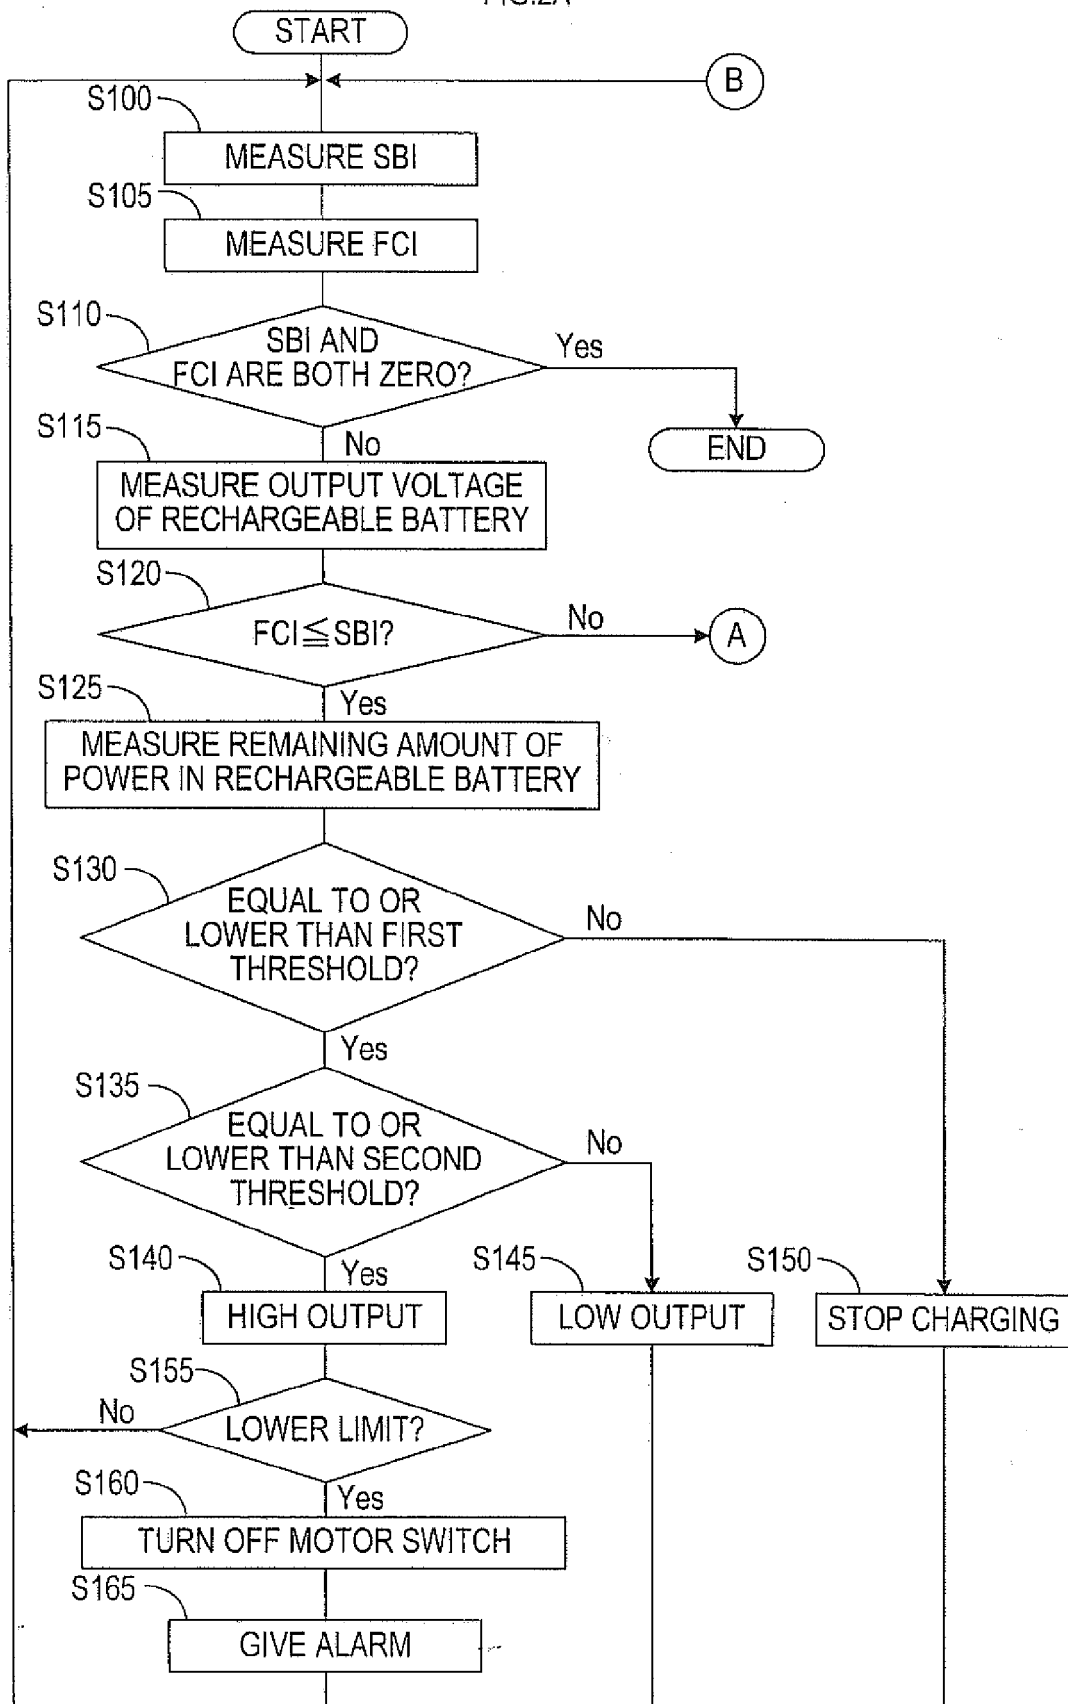 FIG.2A
START
B
S100
MEASURE SBI
S105
MEASURE FCI
S110
SBI AND
FCI ARE BOTH ZERO?
Yes
END
No
S115
MEASURE OUTPUT VOLTAGE
OF RECHARGEABLE BATTERY
S120
FCI≦SBI?
No
A
Yes
S125
MEASURE REMAINING AMOUNT OF
POWER IN RECHARGEABLE BATTERY
S130
EQUAL TO OR
LOWER THAN FIRST
THRESHOLD?
No
Yes
S135
EQUAL TO OR
LOWER THAN SECOND
THRESHOLD?
No
Yes
S140
HIGH OUTPUT
S145
LOW OUTPUT
S150
STOP CHARGING
S155
LOWER LIMIT?
No
Yes
S160
TURN OFF MOTOR SWITCH
S165
GIVE ALARM